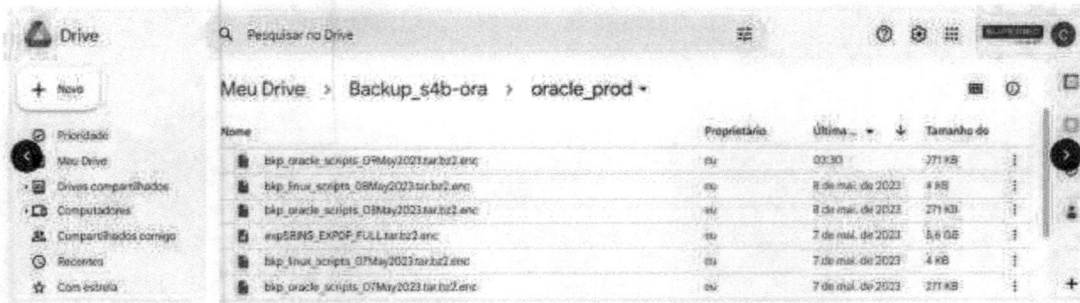 Drive
Pesquisar no Drive
+ Novo
Meu Drive > Backup_s4b-ora > oracle_prod
Nome Proprietário Última ... Tamanho do
Prioridade
Meu Drive
Drives compartilhados
Computadores
Compartilhados comigo
Recentes
Com estrela
bkp_oracle_scripts_09May2023.tar.bz2.enc eu 03:30 271 KB
bkp_linux_scripts_08May2023.tar.bz2.enc eu 8 de mai. de 2023 4 KB
bkp_oracle_scripts_08May2023.tar.bz2.enc eu 8 de mai. de 2023 271 KB
eu 7 de mai. de 2023 8,6 GB
bkp_linux_scripts_07May2023.tar.bz2.enc eu 7 de mai. de 2023 4 KB
bkp_oracle_scripts_07May2023.tar.bz2.enc eu 7 de mai. de 2023 271 KB